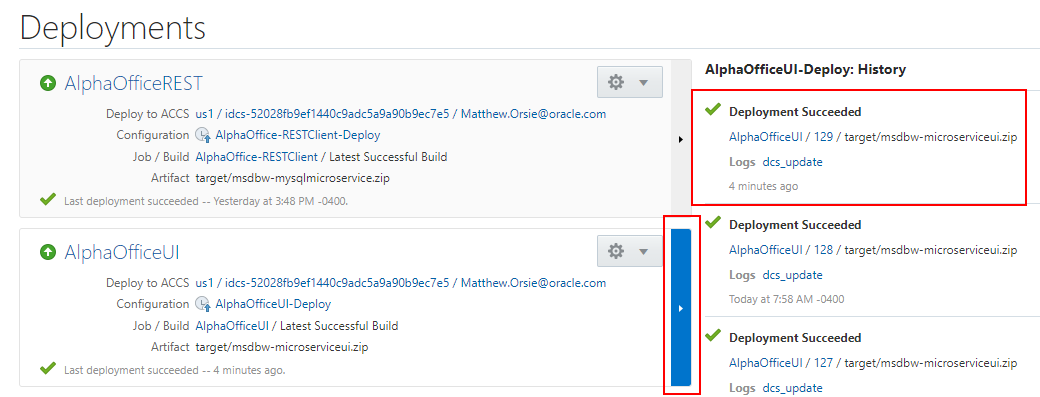 Deployments
AlphaOfficeREST
Deploy to ACCS us1 / idcs-52028fb9ef1440c9adc5a9a90b9ec7e5 / Matthew.Orsie@oracle.com
Configuration AlphaOffice-RESTClient-Deploy
Job / Build AlphaOffice-RESTClient / Latest Successful Build
Artifact target/msdbw-mysqlmicroservice.zip
Last deployment succeeded -- Yesterday at 3:48 PM -0400.
AlphaOfficeUI
Deploy to ACCS us1 / idcs-52028fb9ef1440c9adc5a9a90b9ec7e5 / Matthew.Orsie@oracle.com
Configuration AlphaOfficeUI-Deploy
Job / Build AlphaOfficeUI / Latest Successful Build
Artifact target/msdbw-microserviceui.zip
Last deployment succeeded -- 4 minutes ago.
AlphaOfficeUI-Deploy: History
Deployment Succeeded
AlphaOfficeUI / 129 / target/msdbw-microserviceui.zip
Logs dcs_update
4 minutes ago
Deployment Succeeded
AlphaOfficeUI / 128 / target/msdbw-microserviceui.zip
Logs dcs_update
Today at 7:58 AM -0400
Deployment Succeeded
AlphaOfficeUI / 127 / target/msdbw-microserviceui.zip
Logs dcs_update